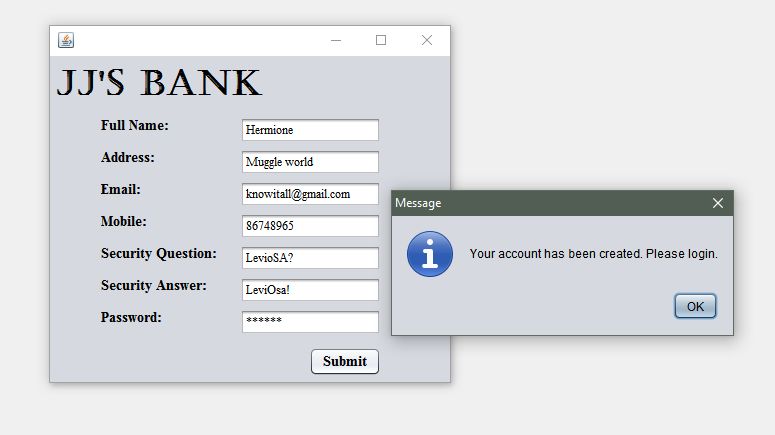 JJ'S BANK
Full Name: Hermione
Address: Muggle world
Email: knowitall@gmail.com
Mobile: 86748965
Security Question: LevioSA?
Security Answer: LeviOsa!
Password: ******
Submit
Message
Your account has been created. Please login.
OK